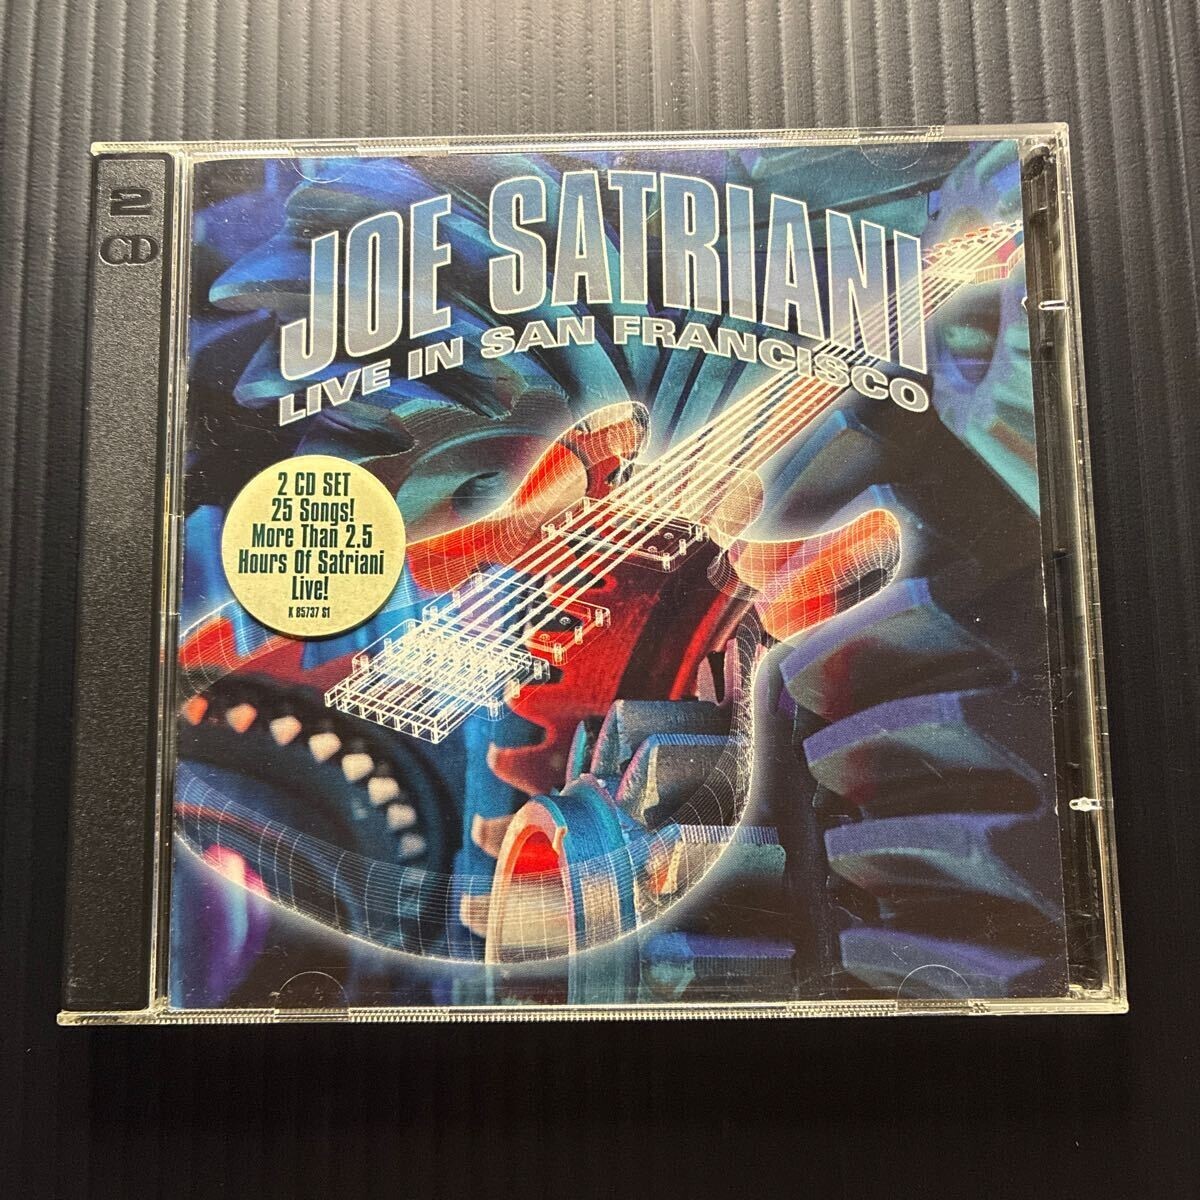 2
CD
JOE SATRIANI
LIVE IN SAN FRANCISCO
2 CD SET
25 Songs!
More Than 2.5
Hours Of Satriani
Live!
K 85737 S1